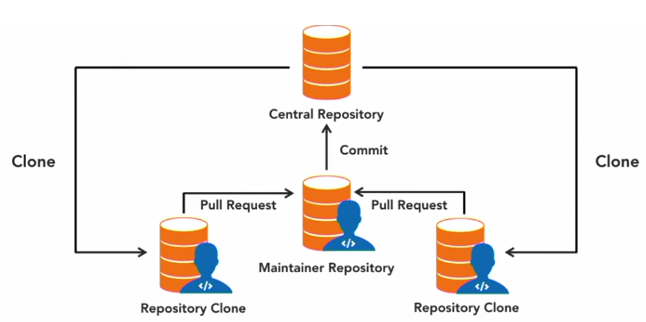 Central Repository
Commit
Clone
Clone
Pull Request
Pull Request
</>
Maintainer Repository
</>
</>
Repository Clone
Repository Clone